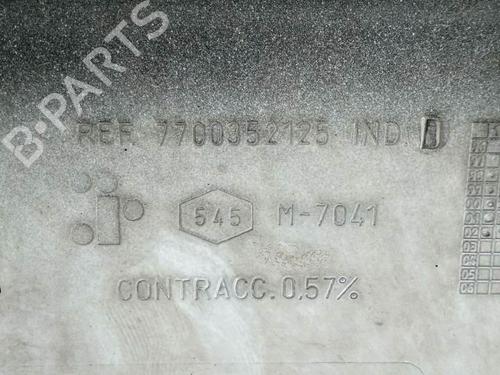 B-PARTS
REF 7700352125 IND D
545 M-7041
CONTRACC. 0,57%